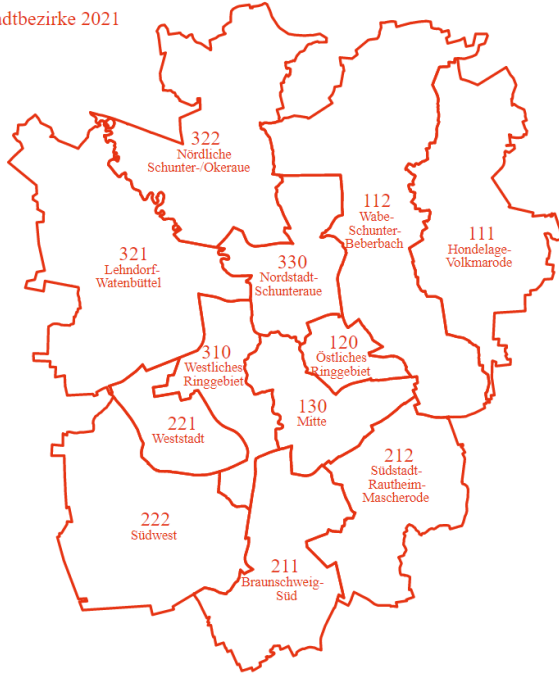 dtbezirke 2021
322
Nördliche
Schunter-/Okeraue
112
Wabe-
Schunter-
Beberbach
111
Hondelage-
Volkmarode
321
Lehndorf-
Watenbüttel
330
Nordstadt-
Schunteraue
310
Westliches
Ringgebiet
120
Östliches
Ringgebiet
130
Mitte
221
Weststadt
212
Südstadt-
Rautheim-
Mascherode
222
Südwest
211
Braunschweig-
Süd